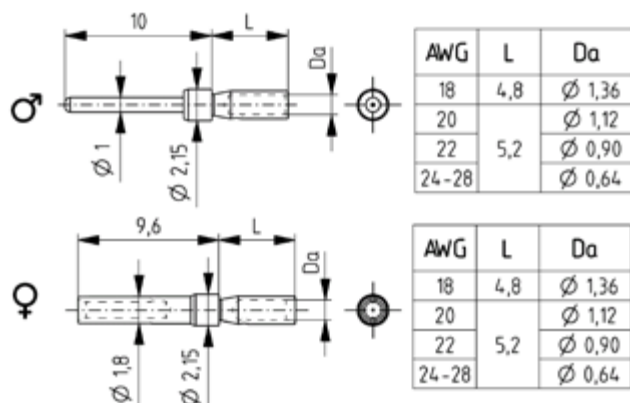 10
L
Da
♂
Ø 1
Ø 2,15
AWG L Da
18 4,8 Ø 1,36
20 5,2 Ø 1,12
22 Ø 0,90
24-28 Ø 0,64
9,6
L
Da
♀
Ø 1,8
Ø 2,15
AWG L Da
18 4,8 Ø 1,36
20 5,2 Ø 1,12
22 Ø 0,90
24-28 Ø 0,64